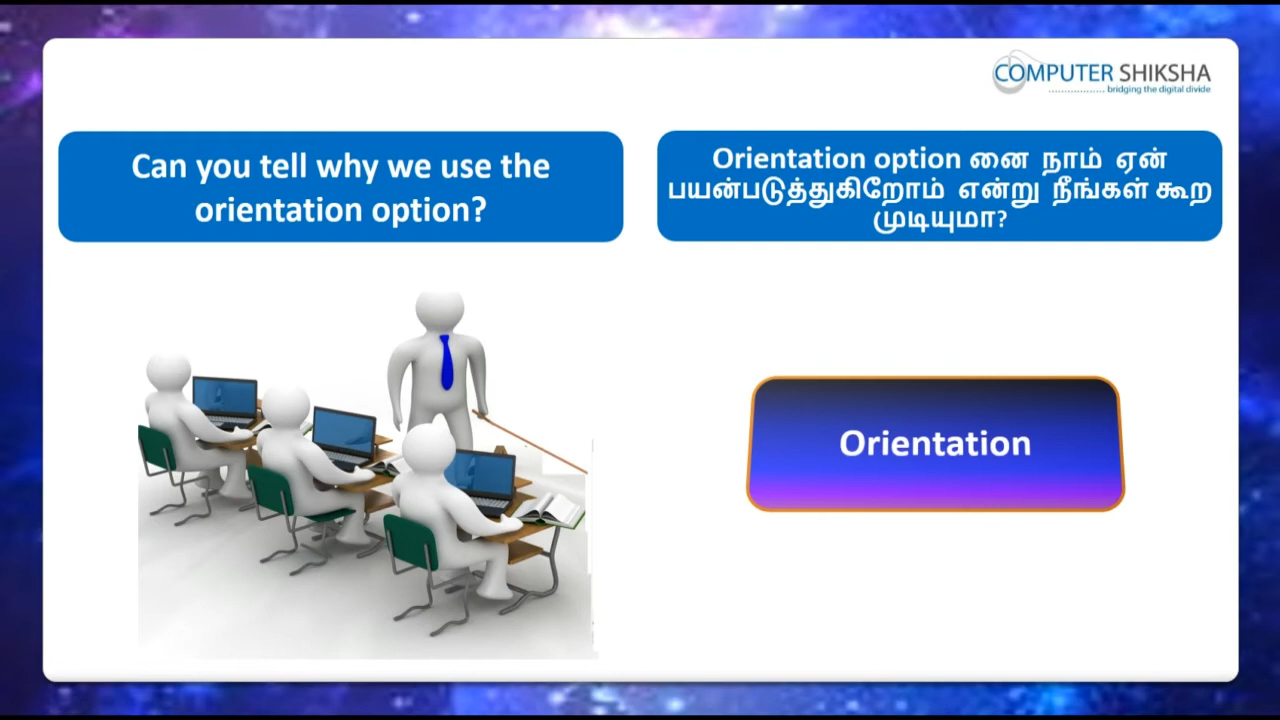 COMPUTER SHIKSHA
bridging the digital divide
Can you tell why we use the
orientation option?
Orientation option னை நாம் ஏன்
பயன்படுத்துகிறோம் என்று நீங்கள் கூற
முடியுமா?
Orientation